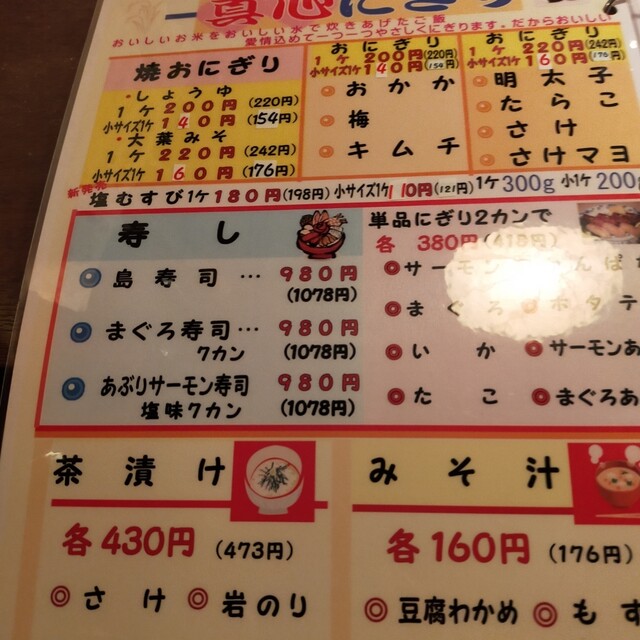 一真心にぎり
おいしいお米をおいしい水で炊きあげたご飯
愛情込めて一つ一つやさしくにぎります。だからおいしい
焼おにぎり
・しょうゆ
1ケ 200円(220円)
小サイズ1ケ 140円(154円)
・大葉みそ
1ケ 220円(242円)
小サイズ1ケ 160円(176円)
おにぎり
1ケ 200円(220円)
小サイズ1ケ 140円(154円)
おかか
梅
キムチ
おにぎり
1ケ 220円(242円)
小サイズ1ケ 160円(176円)
明太子
たらこ
さけ
さけマヨ
新発売
塩むすび1ケ180円(198円) 小サイズ1ケ110円(121円) 1ケ300g 小1ケ200g
寿し
島寿司… 980円
(1078円)
まぐろ寿司… 980円
7カン (1078円)
あぶりサーモン寿司 980円
塩味7カン (1078円)
単品にぎり2カンで
各 380円(418円)
サーモン
まぐろ ホタテ
いか サーモンあ
たこ まぐろあ
茶漬け
各430円(473円)
さけ 岩のり
みそ汁
各160円(176円)
豆腐わかめ もず